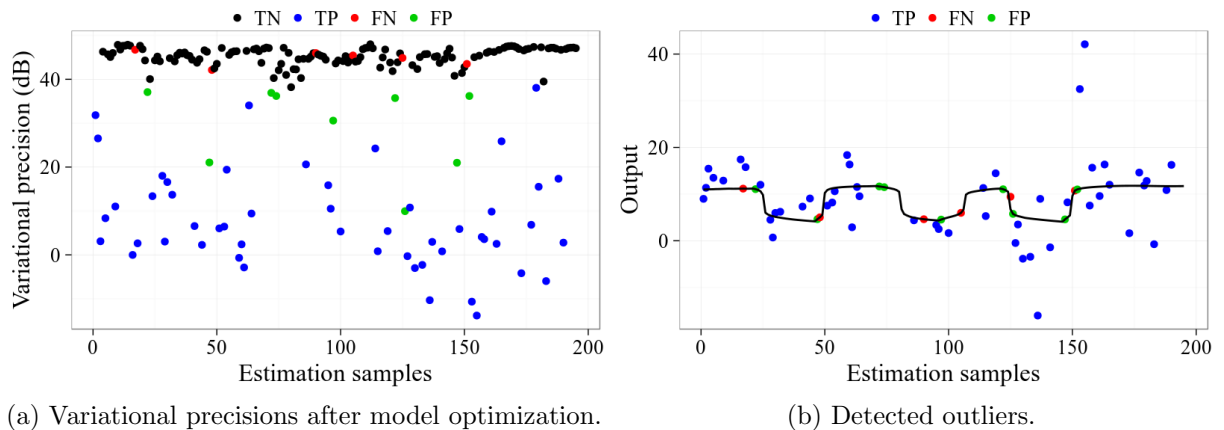 TN TP FN FP
Variational precision (dB)
40
20
0
0 50 100 150 200
Estimation samples
(a) Variational precisions after model optimization.
TP FN FP
Output
40
20
0
0 50 100 150 200
Estimation samples
(b) Detected outliers.